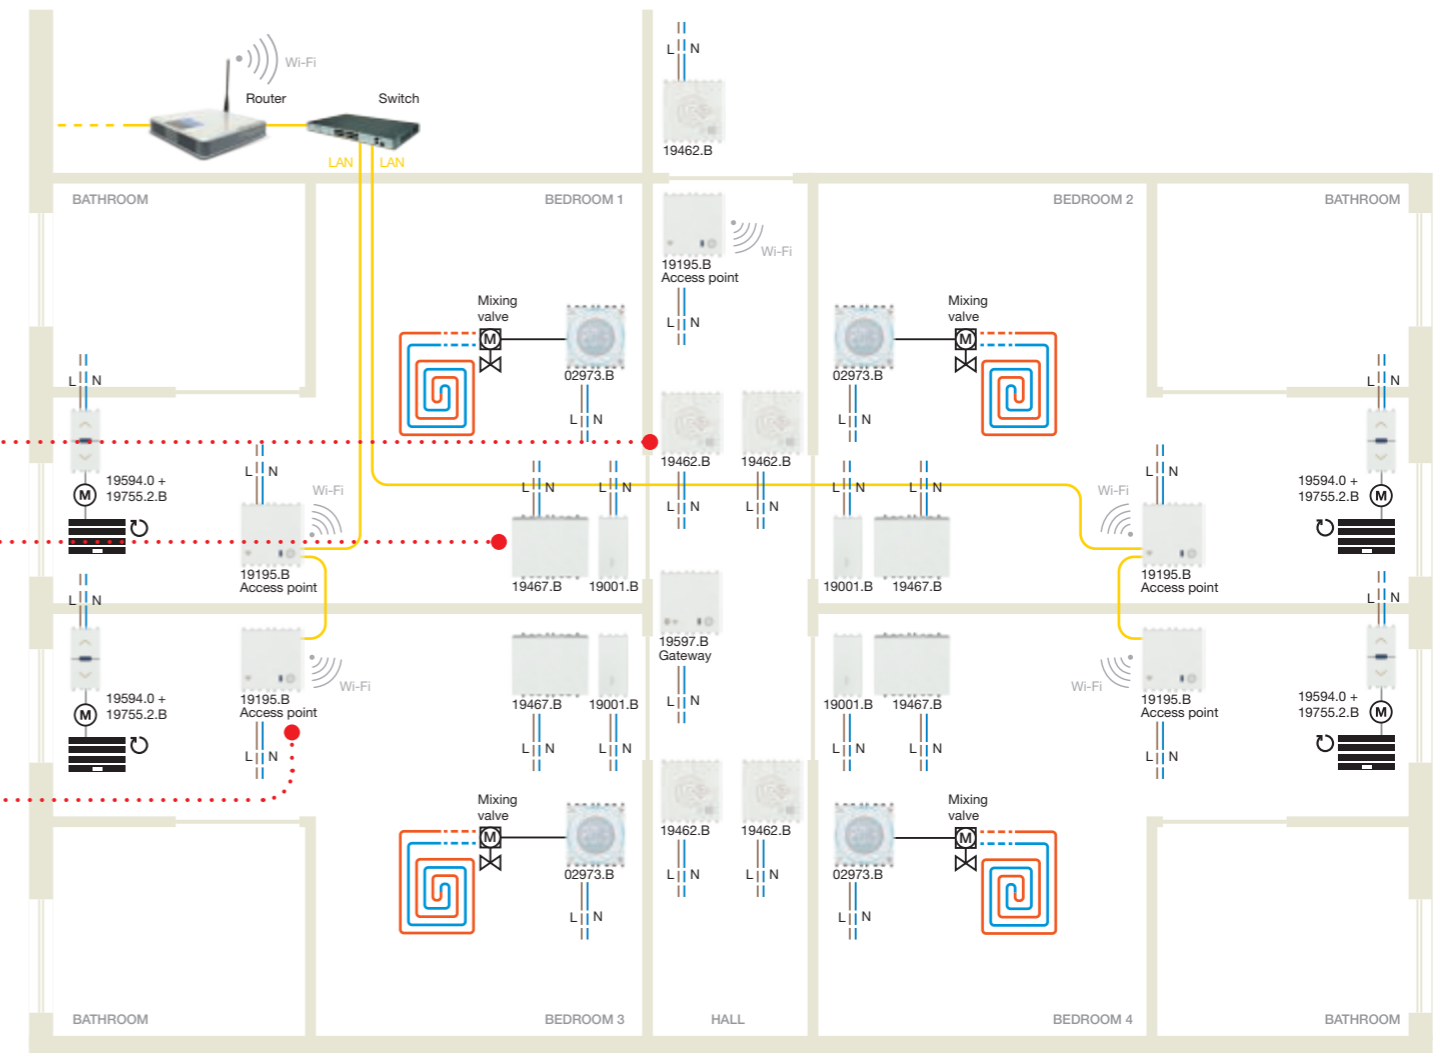 Wi-Fi
Router
Switch
LAN
LAN
L
N
19462.B
BATHROOM
BEDROOM 1
BEDROOM 2
BATHROOM
19195.B
Access point
Wi-Fi
L
N
Mixing
valve
M
02973.B
L
N
Mixing
valve
M
02973.B
L
N
L
N
19594.0 +
19755.2.B
M
L
N
Wi-Fi
19195.B
Access point
L
N
19467.B
L
N
19001.B
19462.B
L
N
19462.B
L
N
L
N
19001.B
L
N
19467.B
L
N
Wi-Fi
19195.B
Access point
L
N
19594.0 +
19755.2.B
M
19597.B
Gateway
L
N
L
N
19594.0 +
19755.2.B
M
Wi-Fi
19195.B
Access point
L
N
19467.B
L
N
19001.B
L
N
19001.B
L
N
19467.B
L
N
Wi-Fi
19195.B
Access point
L
N
L
N
19594.0 +
19755.2.B
M
Mixing
valve
M
02973.B
L
N
19462.B
L
N
19462.B
L
N
Mixing
valve
M
02973.B
L
N
BATHROOM
BEDROOM 3
HALL
BEDROOM 4
BATHROOM